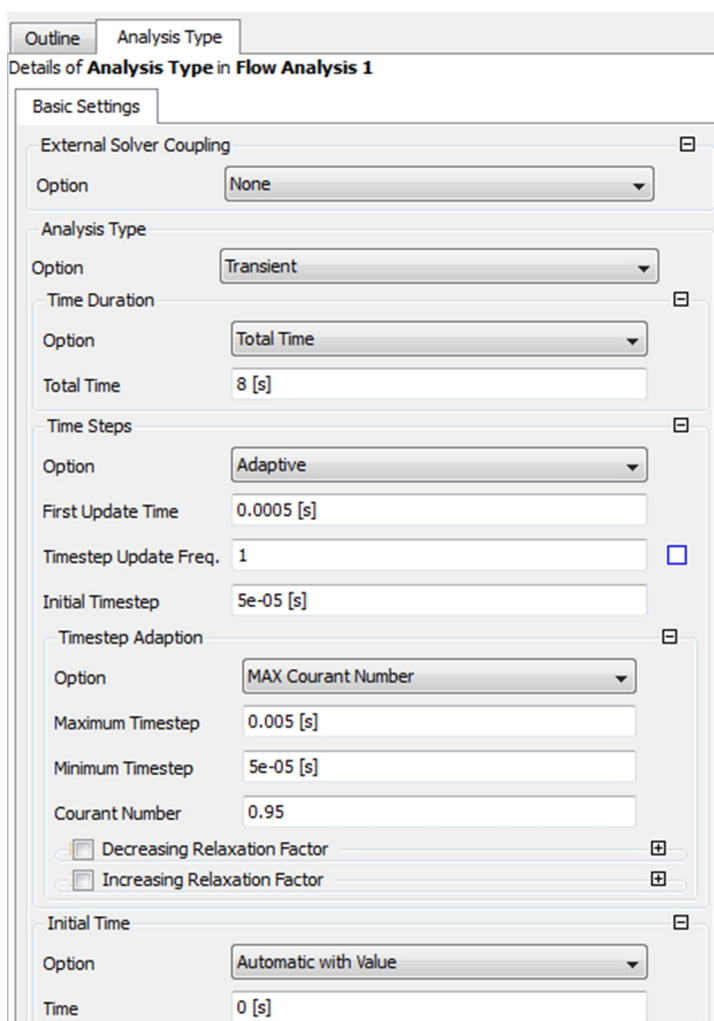 Outline Analysis Type
Details of Analysis Type in Flow Analysis 1
Basic Settings
External Solver Coupling
Option None
Analysis Type
Option Transient
Time Duration
Option Total Time
Total Time 8 [s]
Time Steps
Option Adaptive
First Update Time 0.0005 [s]
Timestep Update Freq. 1
Initial Timestep 5e-05 [s]
Timestep Adaption
Option MAX Courant Number
Maximum Timestep 0.005 [s]
Minimum Timestep 5e-05 [s]
Courant Number 0.95
Decreasing Relaxation Factor
Increasing Relaxation Factor
Initial Time
Option Automatic with Value
Time 0 [s]